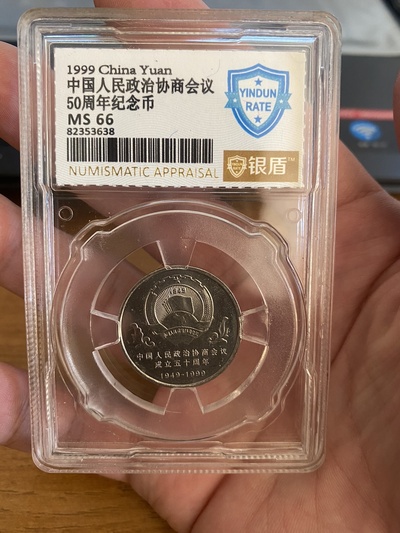 1999 China Yuan
中国人民政治协商会议
50周年纪念币
MS 66
82353638
YINDUN
RATE
NUMISMATIC APPRAISAL
银盾™
中国人民政治协商会议
成立五十周年
1949-1999